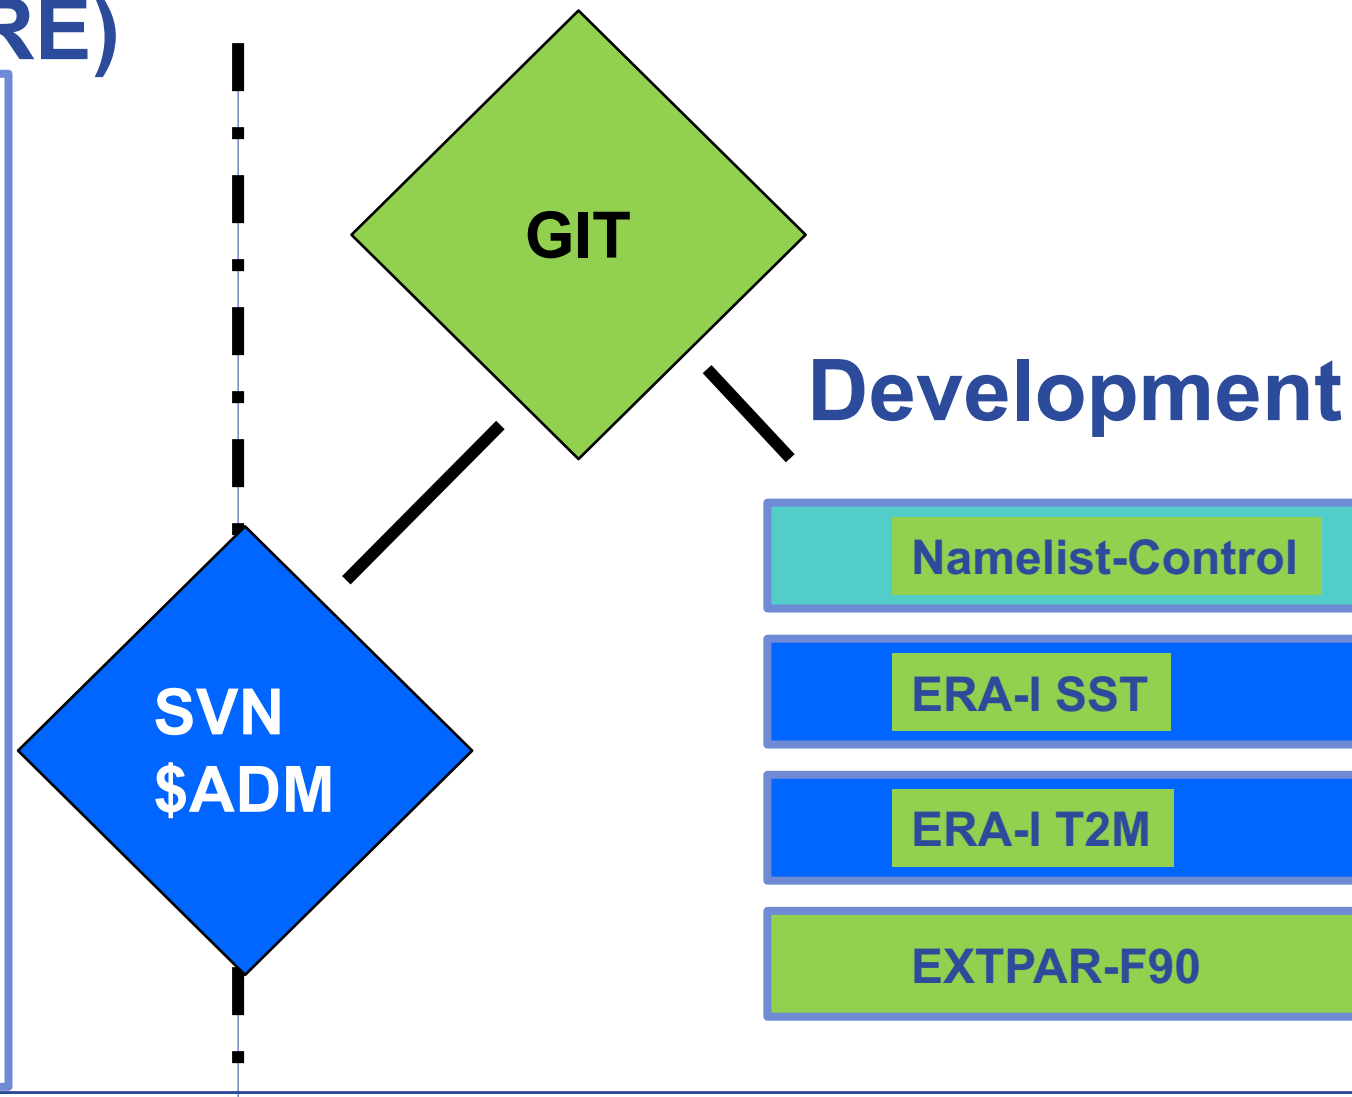 RE)
GIT
Development
Namelist-Control
ERA-I SST
SVN
$ADM
ERA-I T2M
EXTPAR-F90